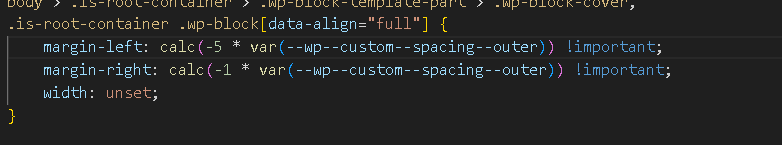 body > .is-root-container > .wp-block-template-part > .wp-block-cover,
.is-root-container .wp-block[data-align="full"] {
margin-left: calc(-5 * var(--wp--custom--spacing--outer)) !important;
margin-right: calc(-1 * var(--wp--custom--spacing--outer)) !important;
width: unset;
}